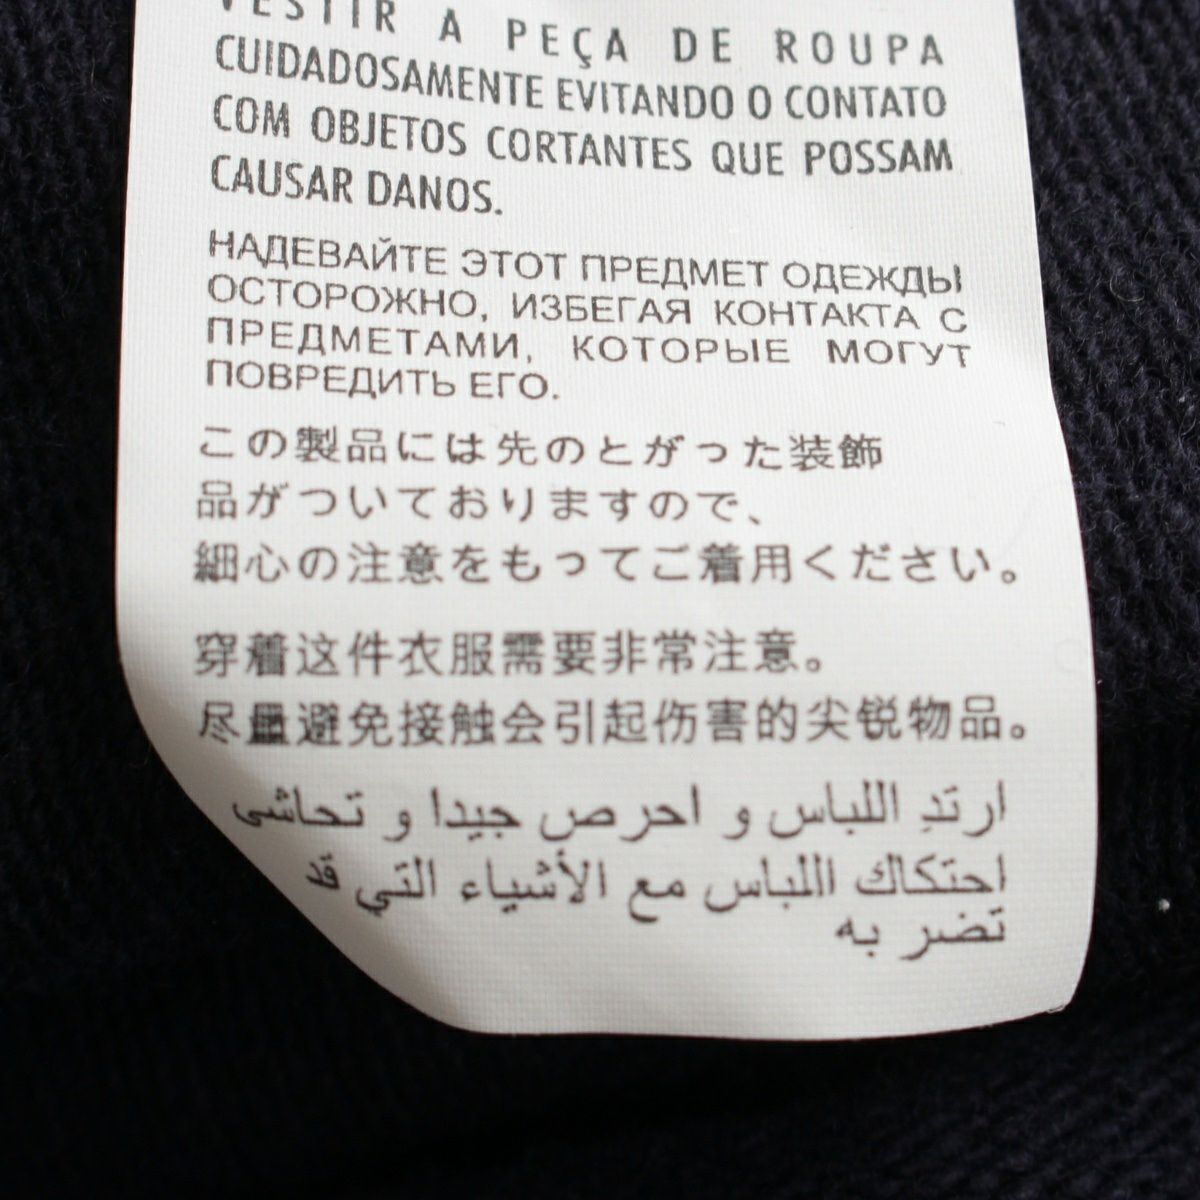 VESTIR A PEÇA DE ROUPA
CUIDADOSAMENTE EVITANDO O CONTATO
COM OBJETOS CORTANTES QUE POSSAM
CAUSAR DANOS.
НАДЕВАЙТЕ ЭТОТ ПРЕДМЕТ ОДЕЖДЫ
ОСТОРОЖНО, ИЗБЕГАЯ КОНТАКТА С
ПРЕДМЕТАМИ, КОТОРЫЕ МОГУТ
ПОВРЕДИТЬ ЕГО.
この製品には先のとがった装飾
品がついておりますので、
細心の注意をもってご着用ください。
穿着这件衣服需要非常注意。
尽量避免接触会引起伤害的尖锐物品。
ارتدِ اللباس و احرص جيدا و تحاشى
احتكاك اللباس مع الأشياء التي قد
تضر به